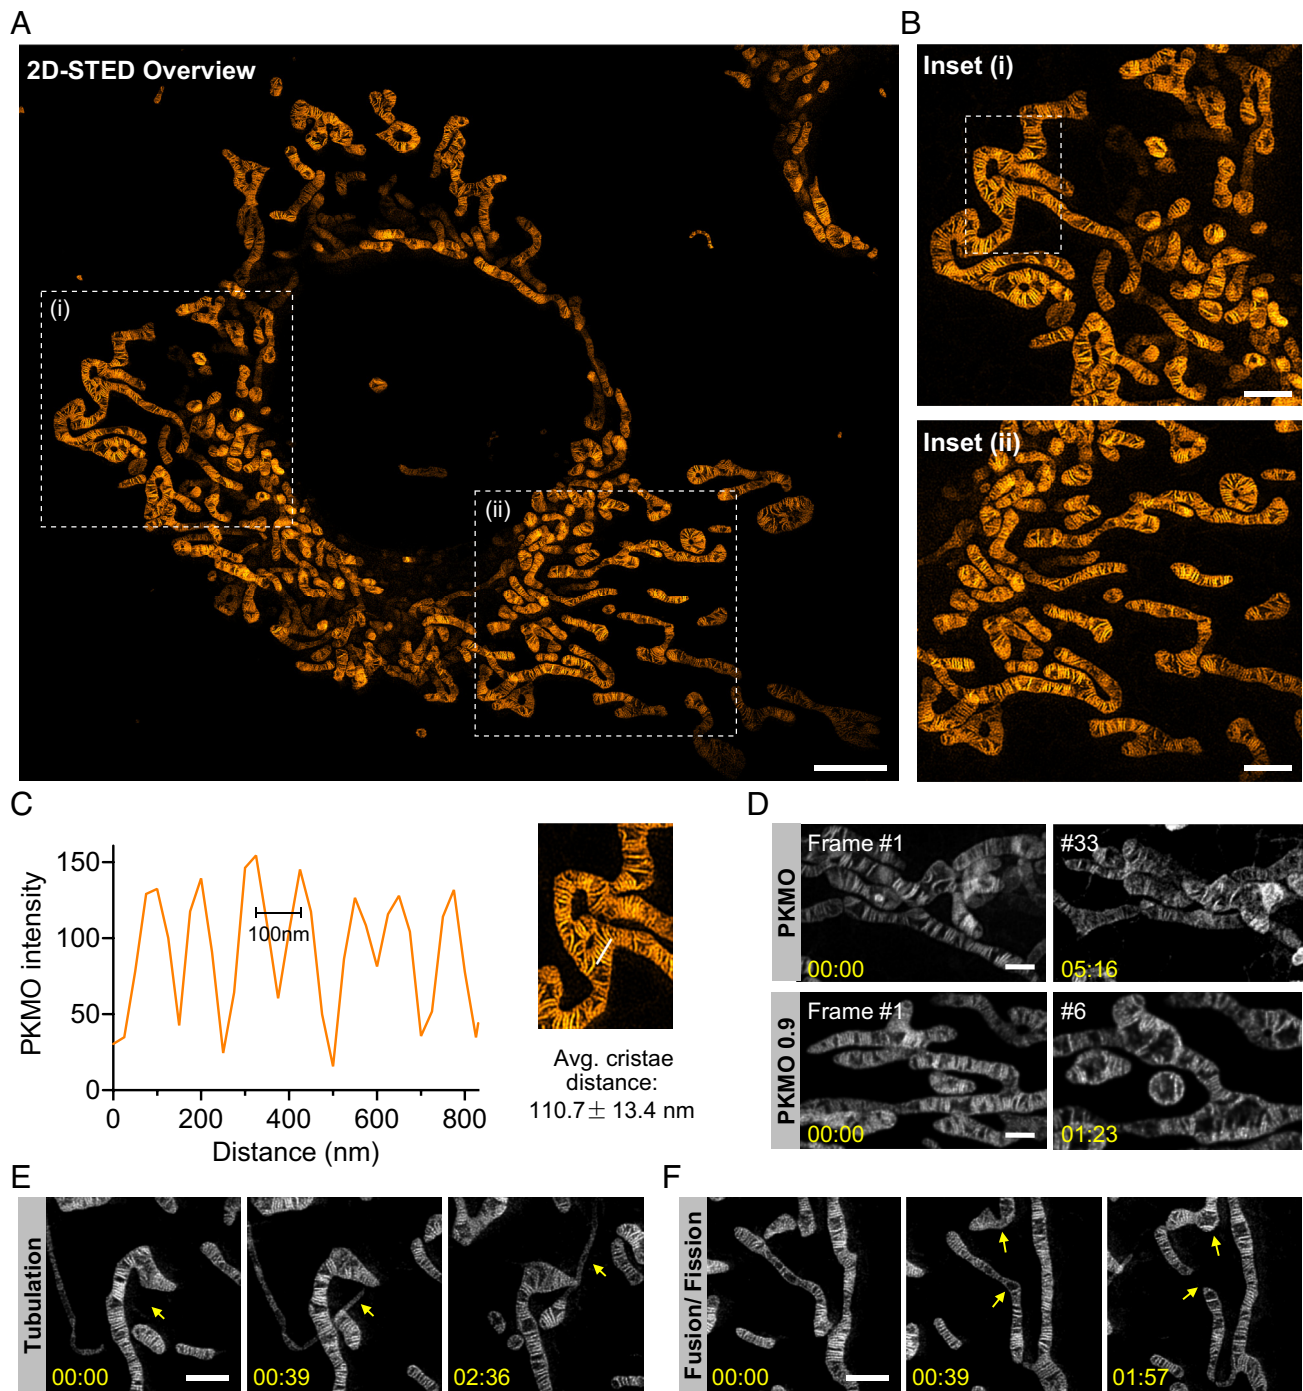 A
2D-STED Overview
(i)
(ii)
B
Inset (i)
Inset (ii)
C
PKMO intensity
150
100
50
0
100nm
0 200 400 600 800
Distance (nm)
Avg. cristae
distance:
110.7 ± 13.4 nm
D
PKMO
Frame #1
00:00
#33
05:16
PKMO 0.9
Frame #1
00:00
#6
01:23
E
Tubulation
00:00
00:39
02:36
F
Fusion/ Fission
00:00
00:39
01:57